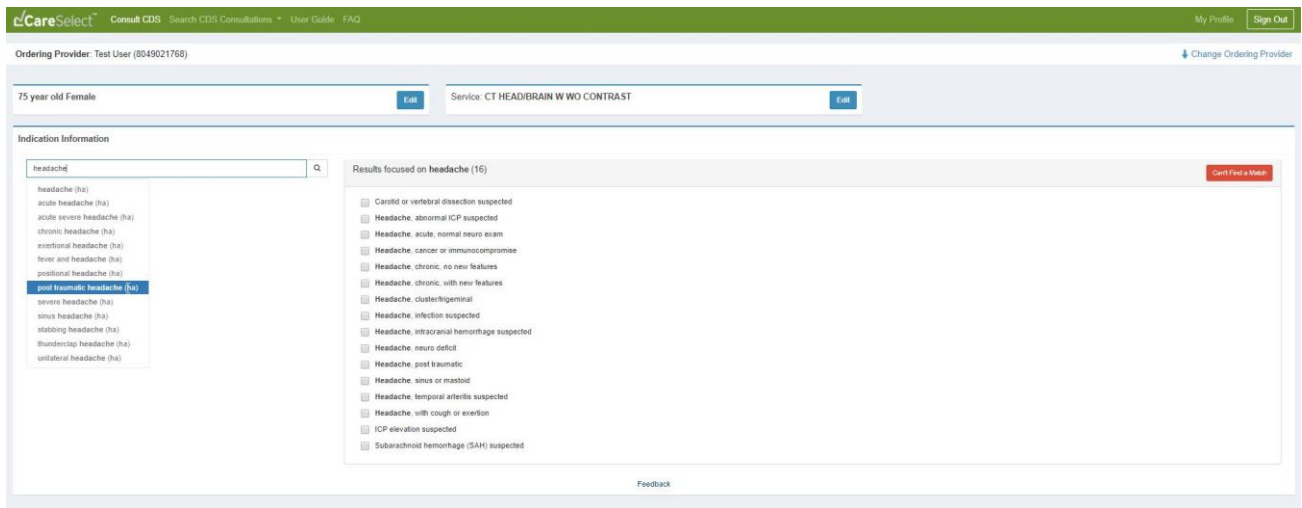 CareSelect™ Consult CDS Search CDS Consultations User Guide FAQ My Profile Sign Out
Ordering Provider: Test User (8049021768) Change Ordering Provider
75 year old Female Edit Service: CT HEAD/BRAIN W WO CONTRAST Edit
Indication Information
headache
headache (ha)
acute headache (ha)
acute severe headache (ha)
chronic headache (ha)
exertional headache (ha)
fever and headache (ha)
positional headache (ha)
post traumatic headache (ha)
severe headache (ha)
sinus headache (ha)
stabbing headache (ha)
thunderclap headache (ha)
unilateral headache (ha)
Results focused on headache (16) Can't Find a Match
Carotid or vertebral dissection suspected
Headache, abnormal ICP suspected
Headache, acute, normal neuro exam
Headache, cancer or immunocompromise
Headache, chronic, no new features
Headache, chronic, with new features
Headache, cluster/trigeminal
Headache, infection suspected
Headache, intracranial hemorrhage suspected
Headache, neuro deficit
Headache, post traumatic
Headache, sinus or mastoid
Headache, temporal arteritis suspected
Headache, with cough or exertion
ICP elevation suspected
Subarachnoid hemorrhage (SAH) suspected
Feedback